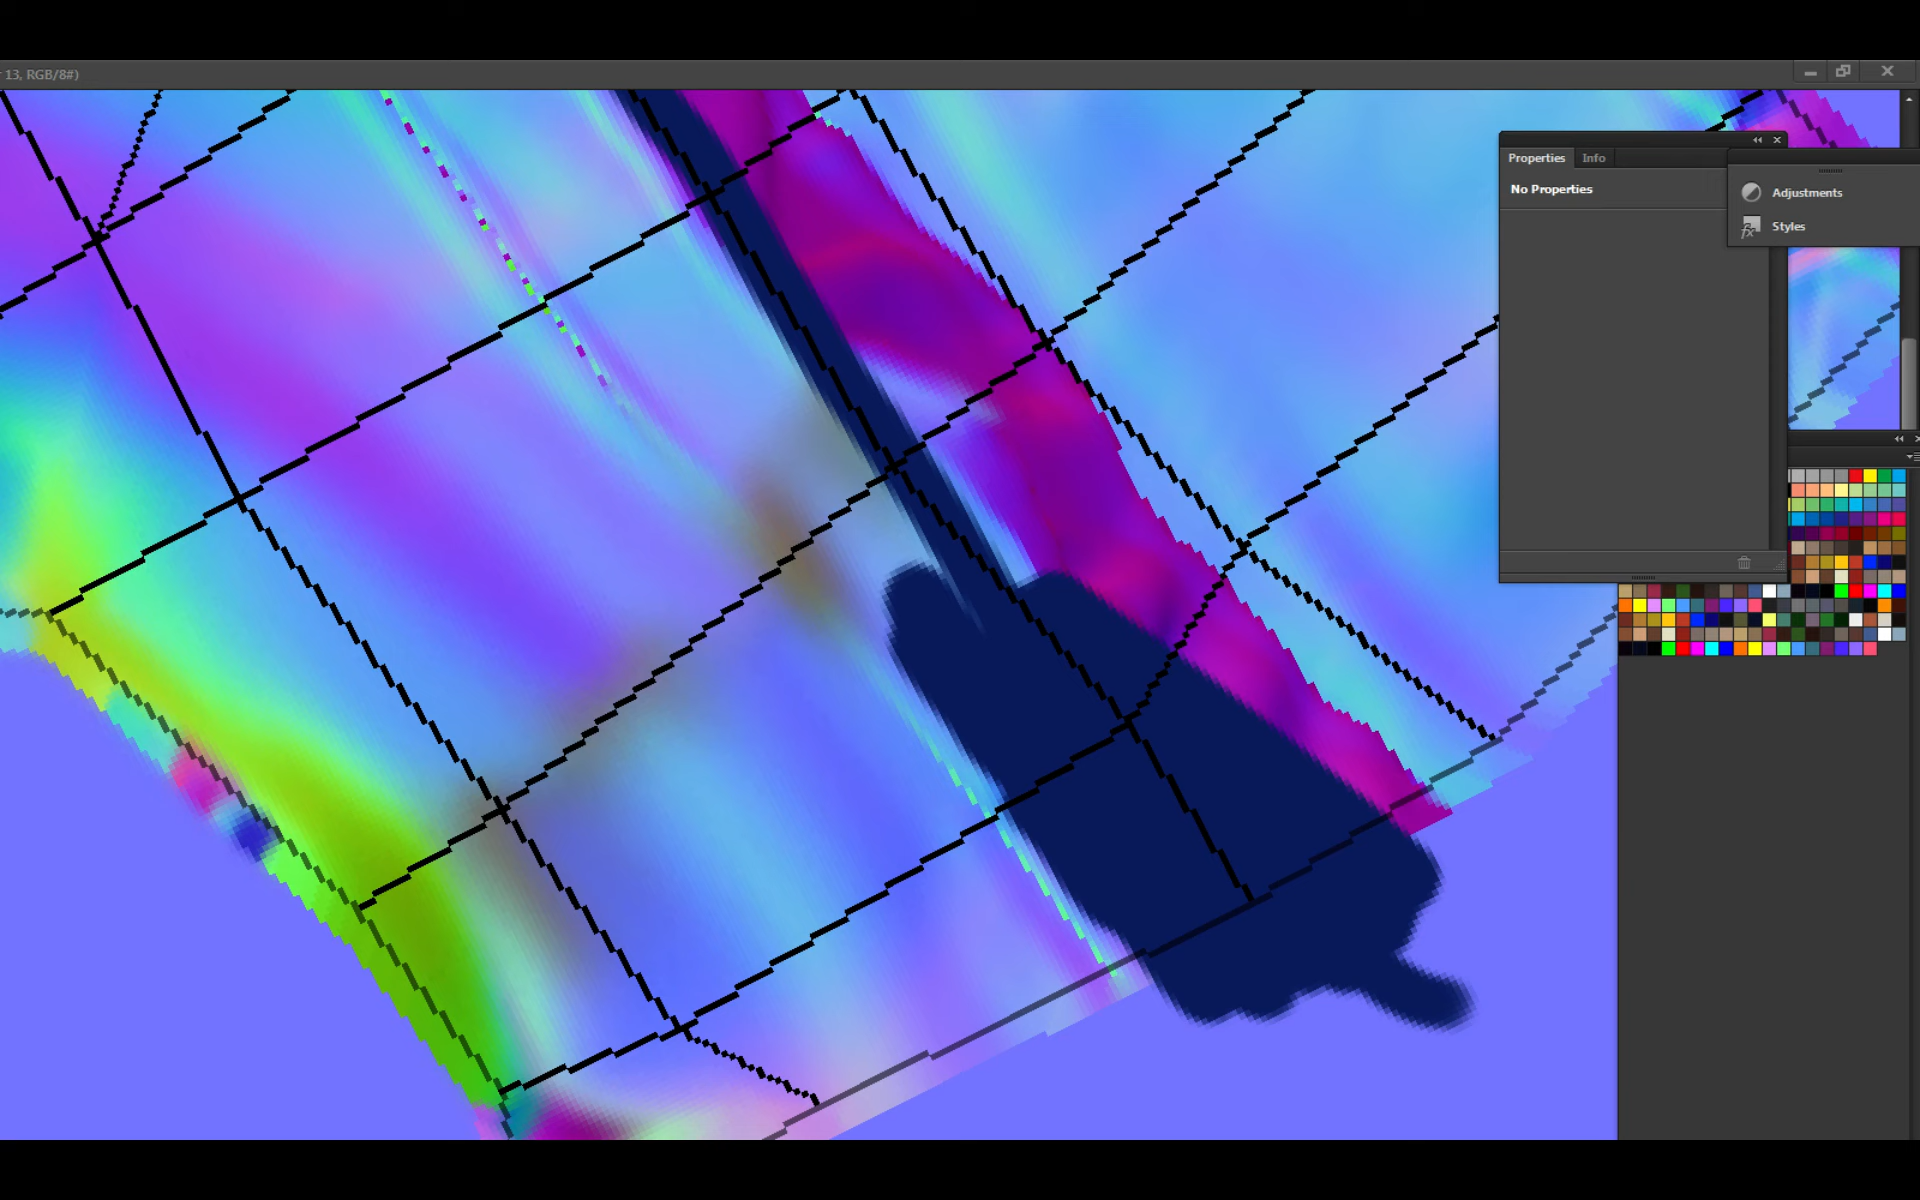 13, RGB/8#)
Properties
Info
No Properties
Adjustments
Styles